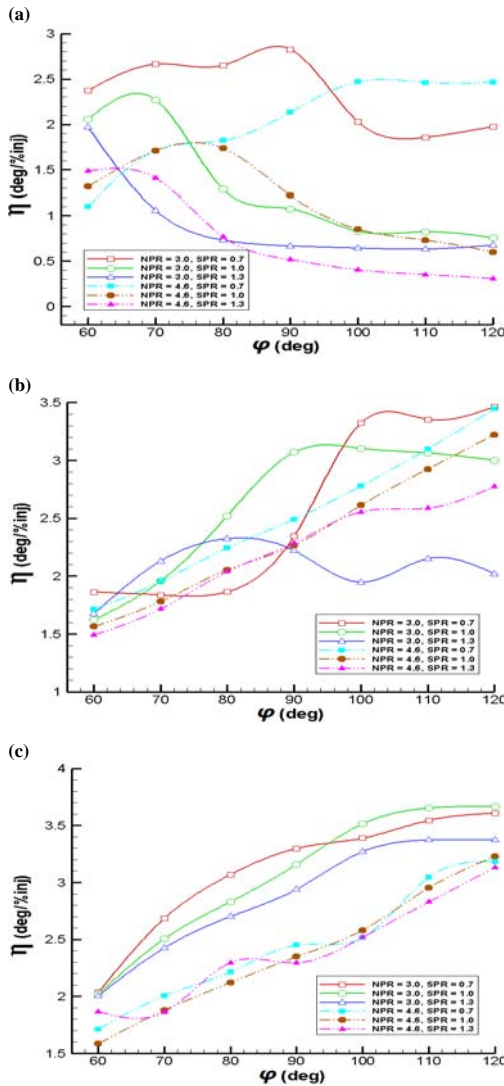 (a)
3
2.5
2
1.5
1
0.5
0
η (deg/%inj)
NPR = 3.0, SPR = 0.7
NPR = 3.0, SPR = 1.0
NPR = 3.0, SPR = 1.3
NPR = 4.6, SPR = 0.7
NPR = 4.6, SPR = 1.0
NPR = 4.6, SPR = 1.3
60 70 80 90 100 110 120
φ (deg)
(b)
3.5
3
2.5
2
1.5
1
η (deg/%inj)
NPR = 3.0, SPR = 0.7
NPR = 3.0, SPR = 1.0
NPR = 3.0, SPR = 1.3
NPR = 4.6, SPR = 0.7
NPR = 4.6, SPR = 1.0
NPR = 4.6, SPR = 1.3
60 70 80 90 100 110 120
φ (deg)
(c)
4
3.5
3
2.5
2
1.5
η (deg/%inj)
NPR = 3.0, SPR = 0.7
NPR = 3.0, SPR = 1.0
NPR = 3.0, SPR = 1.3
NPR = 4.6, SPR = 0.7
NPR = 4.6, SPR = 1.0
NPR = 4.6, SPR = 1.3
60 70 80 90 100 110 120
φ (deg)